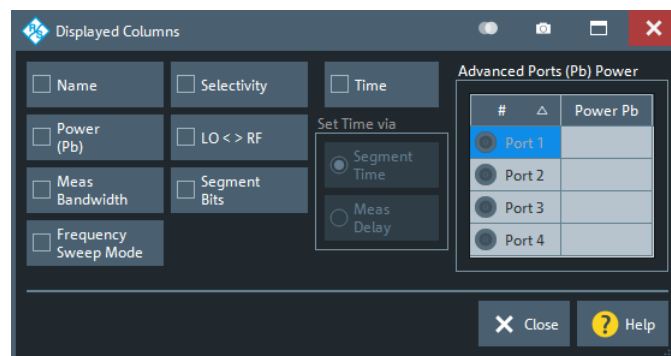 Displayed Columns
Name
Selectivity
Time
Advanced Ports (Pb) Power
Power
(Pb)
LO < > RF
Set Time via
Segment
Time
Meas
Delay
Meas
Bandwidth
Segment
Bits
Frequency
Sweep Mode
# Power Pb
Port 1
Port 2
Port 3
Port 4
Close
? Help